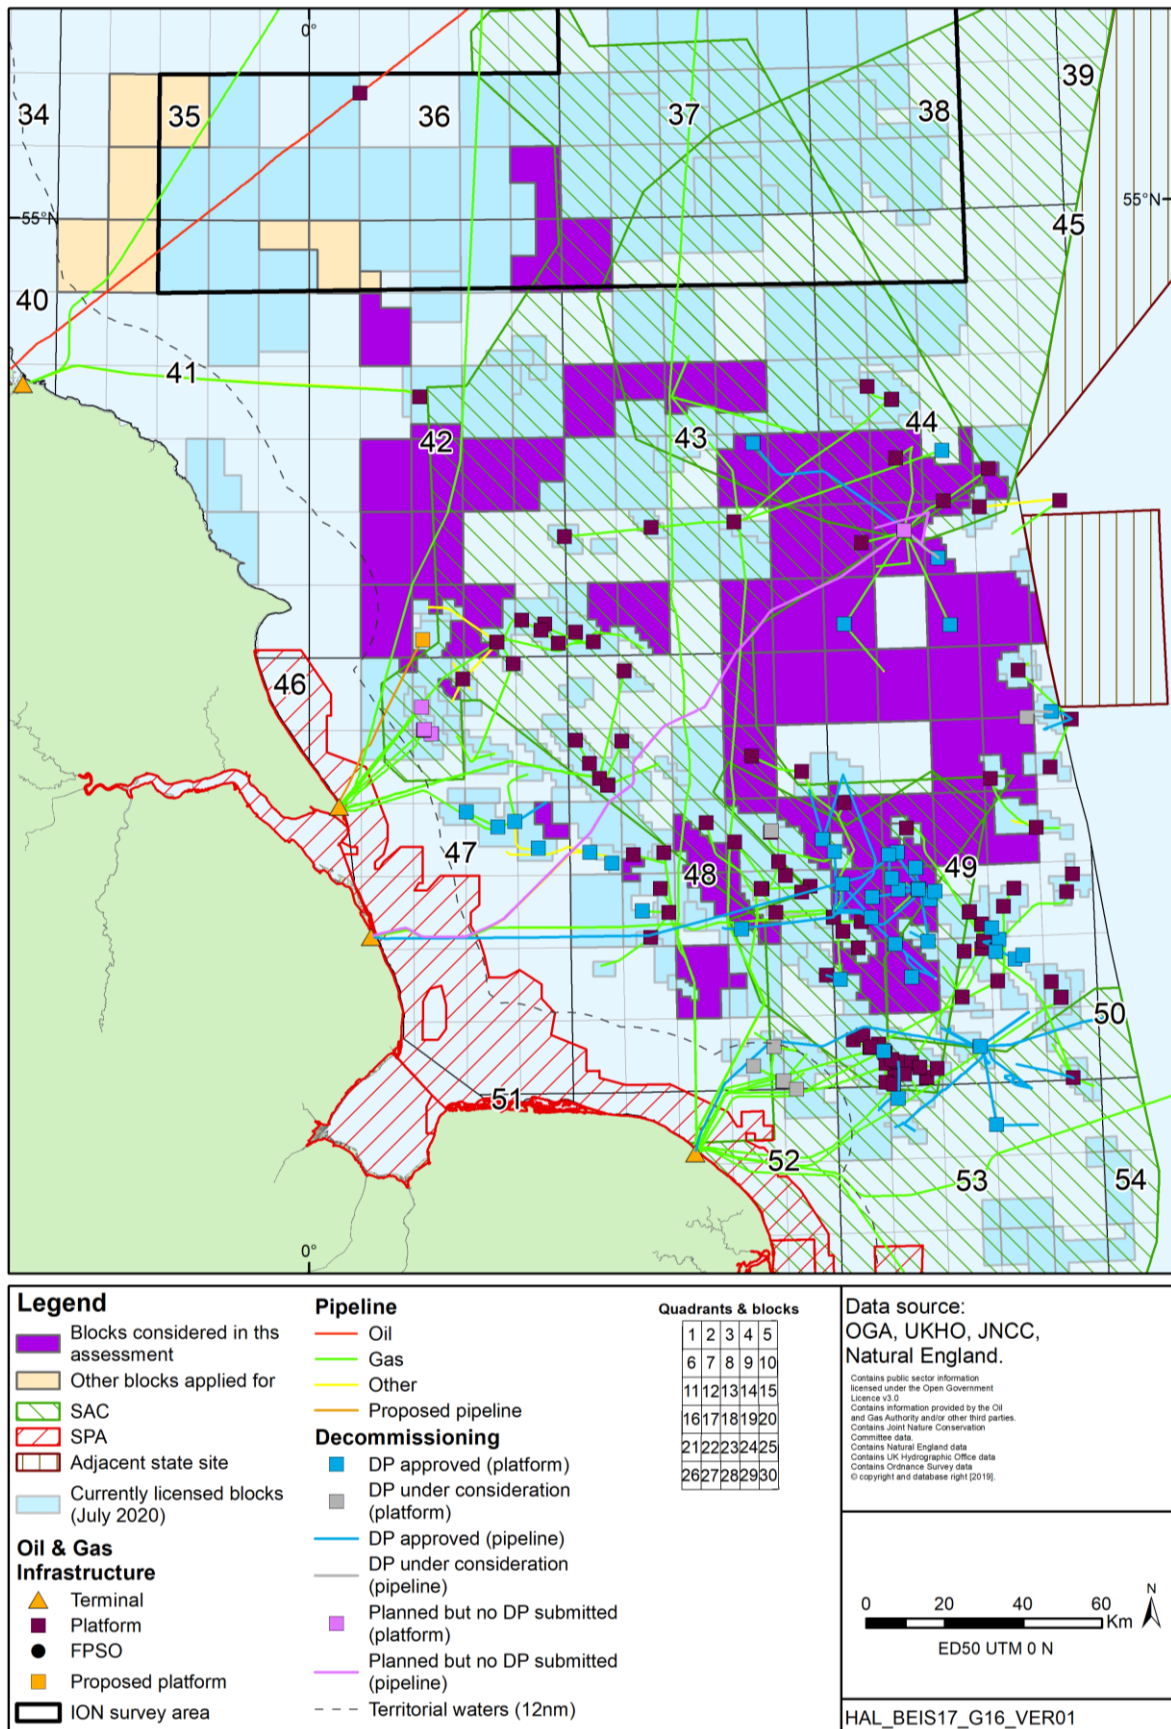 0°
34
35
36
37
38
39
55°N
55°N
45
40
41
42
43
44
46
47
48
49
50
51
52
53
54
0°
Legend
Blocks considered in ths
assessment
Other blocks applied for
SAC
SPA
Adjacent state site
Currently licensed blocks
(July 2020)
Oil & Gas
Infrastructure
Terminal
Platform
FPSO
Proposed platform
ION survey area
Pipeline
Oil
Gas
Other
Proposed pipeline
Decommissioning
DP approved (platform)
DP under consideration
(platform)
DP approved (pipeline)
DP under consideration
(pipeline)
Planned but no DP submitted
(platform)
Planned but no DP submitted
(pipeline)
Territorial waters (12nm)
Quadrants & blocks
1 2 3 4 5
6 7 8 9 10
11 12 13 14 15
16 17 18 19 20
21 22 23 24 25
26 27 28 29 30
Data source:
OGA, UKHO, JNCC,
Natural England.
Contains public sector information
licensed under the Open Government
Licence v3.0
Contains information provided by the Oil
and Gas Authority and/or other third parties.
Contains Joint Nature Conservation
Committee data.
Contains Natural England data
Contains UK Hydrographic Office data
Contains Ordnance Survey data
© copyright and database right [2019].
N
0 20 40 60
Km
ED50 UTM 0 N
HAL_BEIS17_G16_VER01